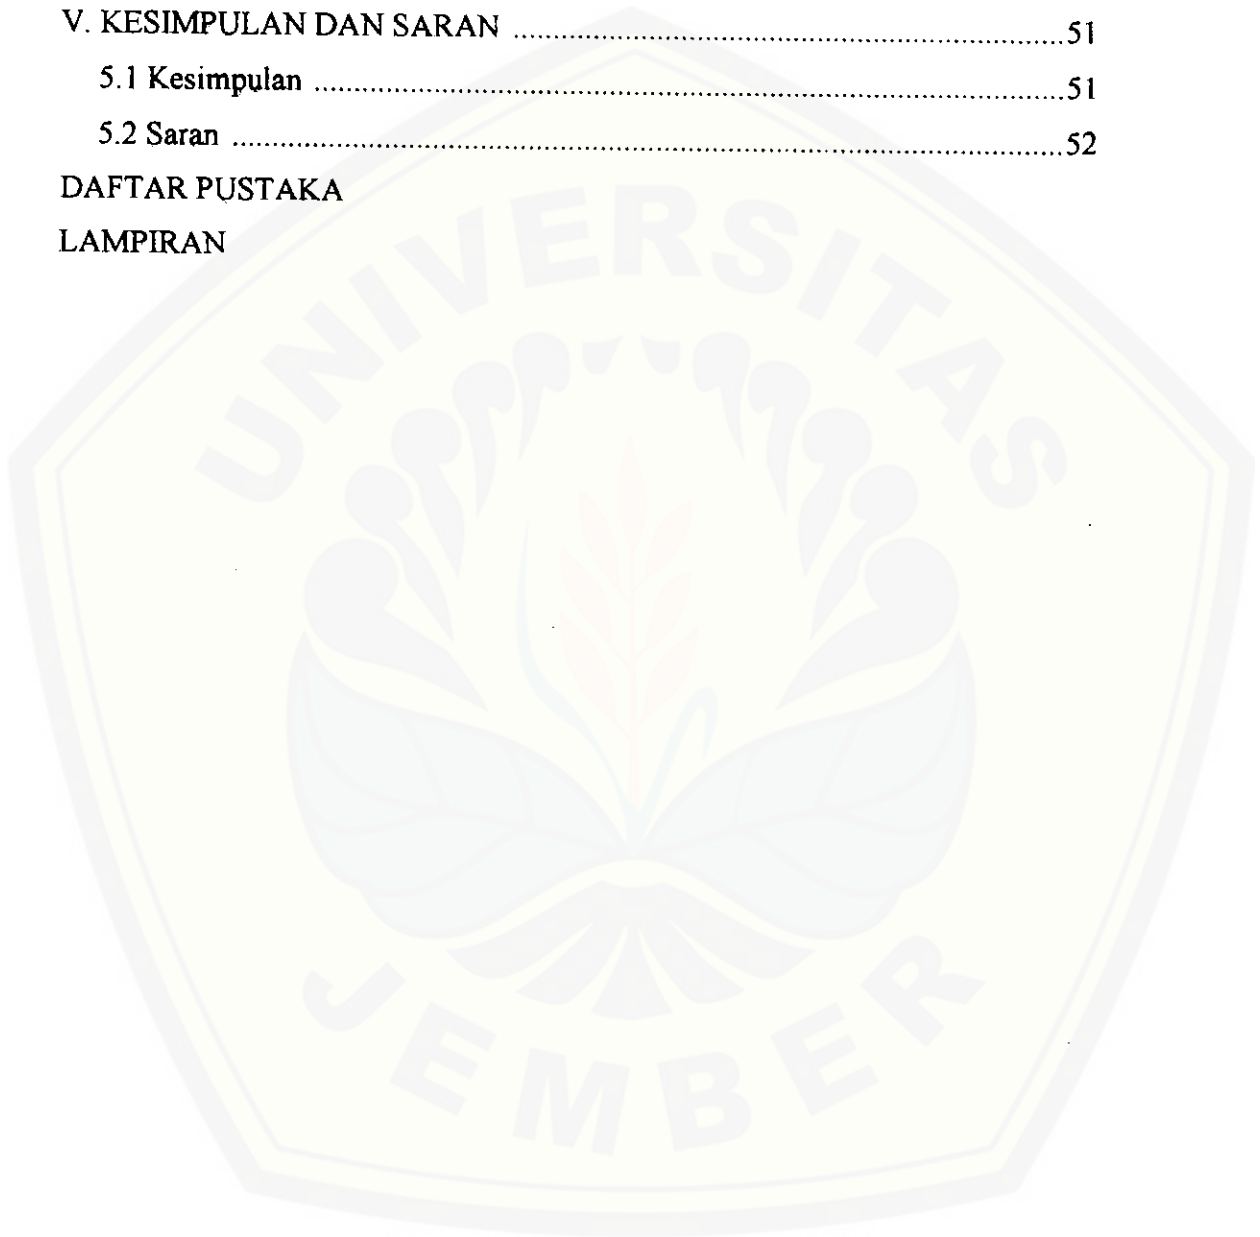 V. KESIMPULAN DAN SARAN ........................................................................51
5.1 Kesimpulan ........................................................................51
5.2 Saran ........................................................................52
DAFTAR PUSTAKA
LAMPIRAN
UNIVERSITAS
JEMBER